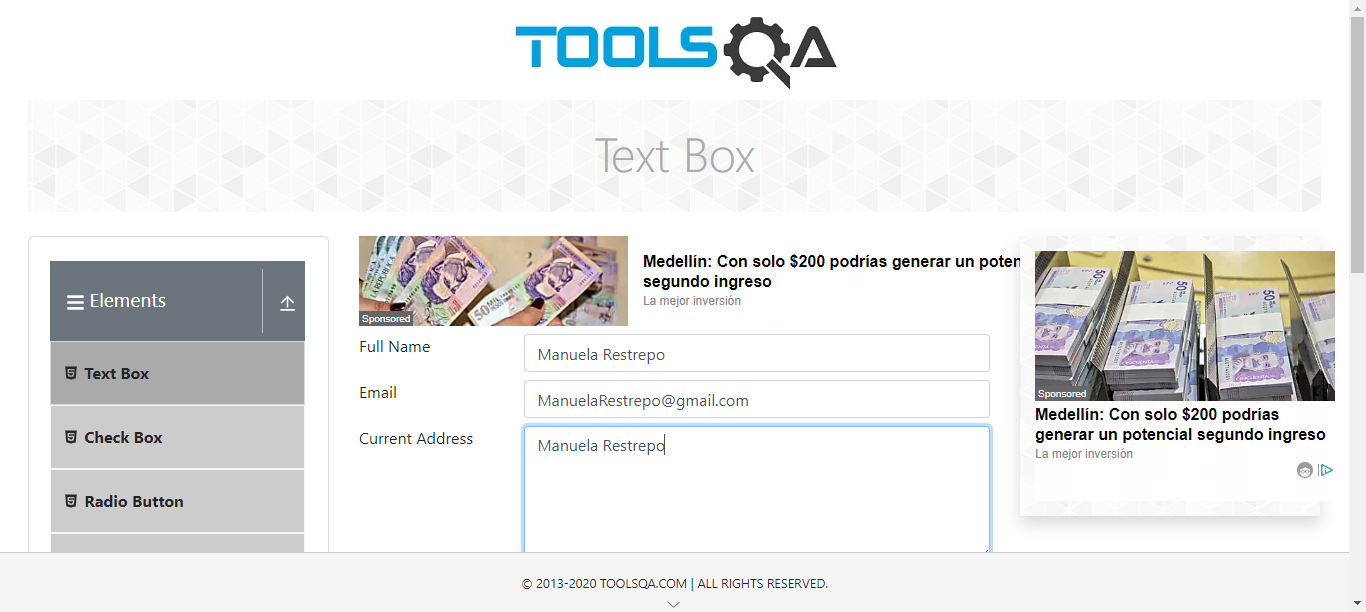 TOOLSQA
Text Box
Elements
Text Box
Check Box
Radio Button
Sponsored
Medellín: Con solo $200 podrías generar un poten
segundo ingreso
La mejor inversión
Full Name
Manuela Restrepo
Email
ManuelaRestrepo@gmail.com
Current Address
Manuela Restrepo
Sponsored
Medellín: Con solo $200 podrías
generar un potencial segundo ingreso
La mejor inversión
© 2013-2020 TOOLSQA.COM | ALL RIGHTS RESERVED.